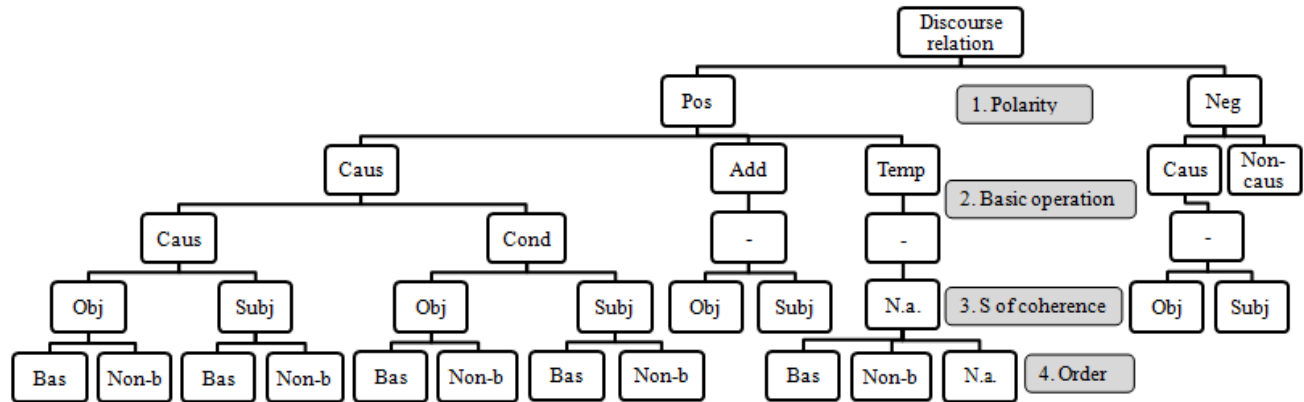 Discourse
relation
Pos
1. Polarity
Neg
Caus
Add
Temp
Caus
Non-
caus
2. Basic operation
Caus
Cond
-
-
-
Obj
Subj
Obj
Subj
Obj
Subj
N.a.
3. S of coherence
Obj
Subj
Bas
Non-b
Bas
Non-b
Bas
Non-b
Bas
Non-b
Bas
Non-b
N.a.
4. Order